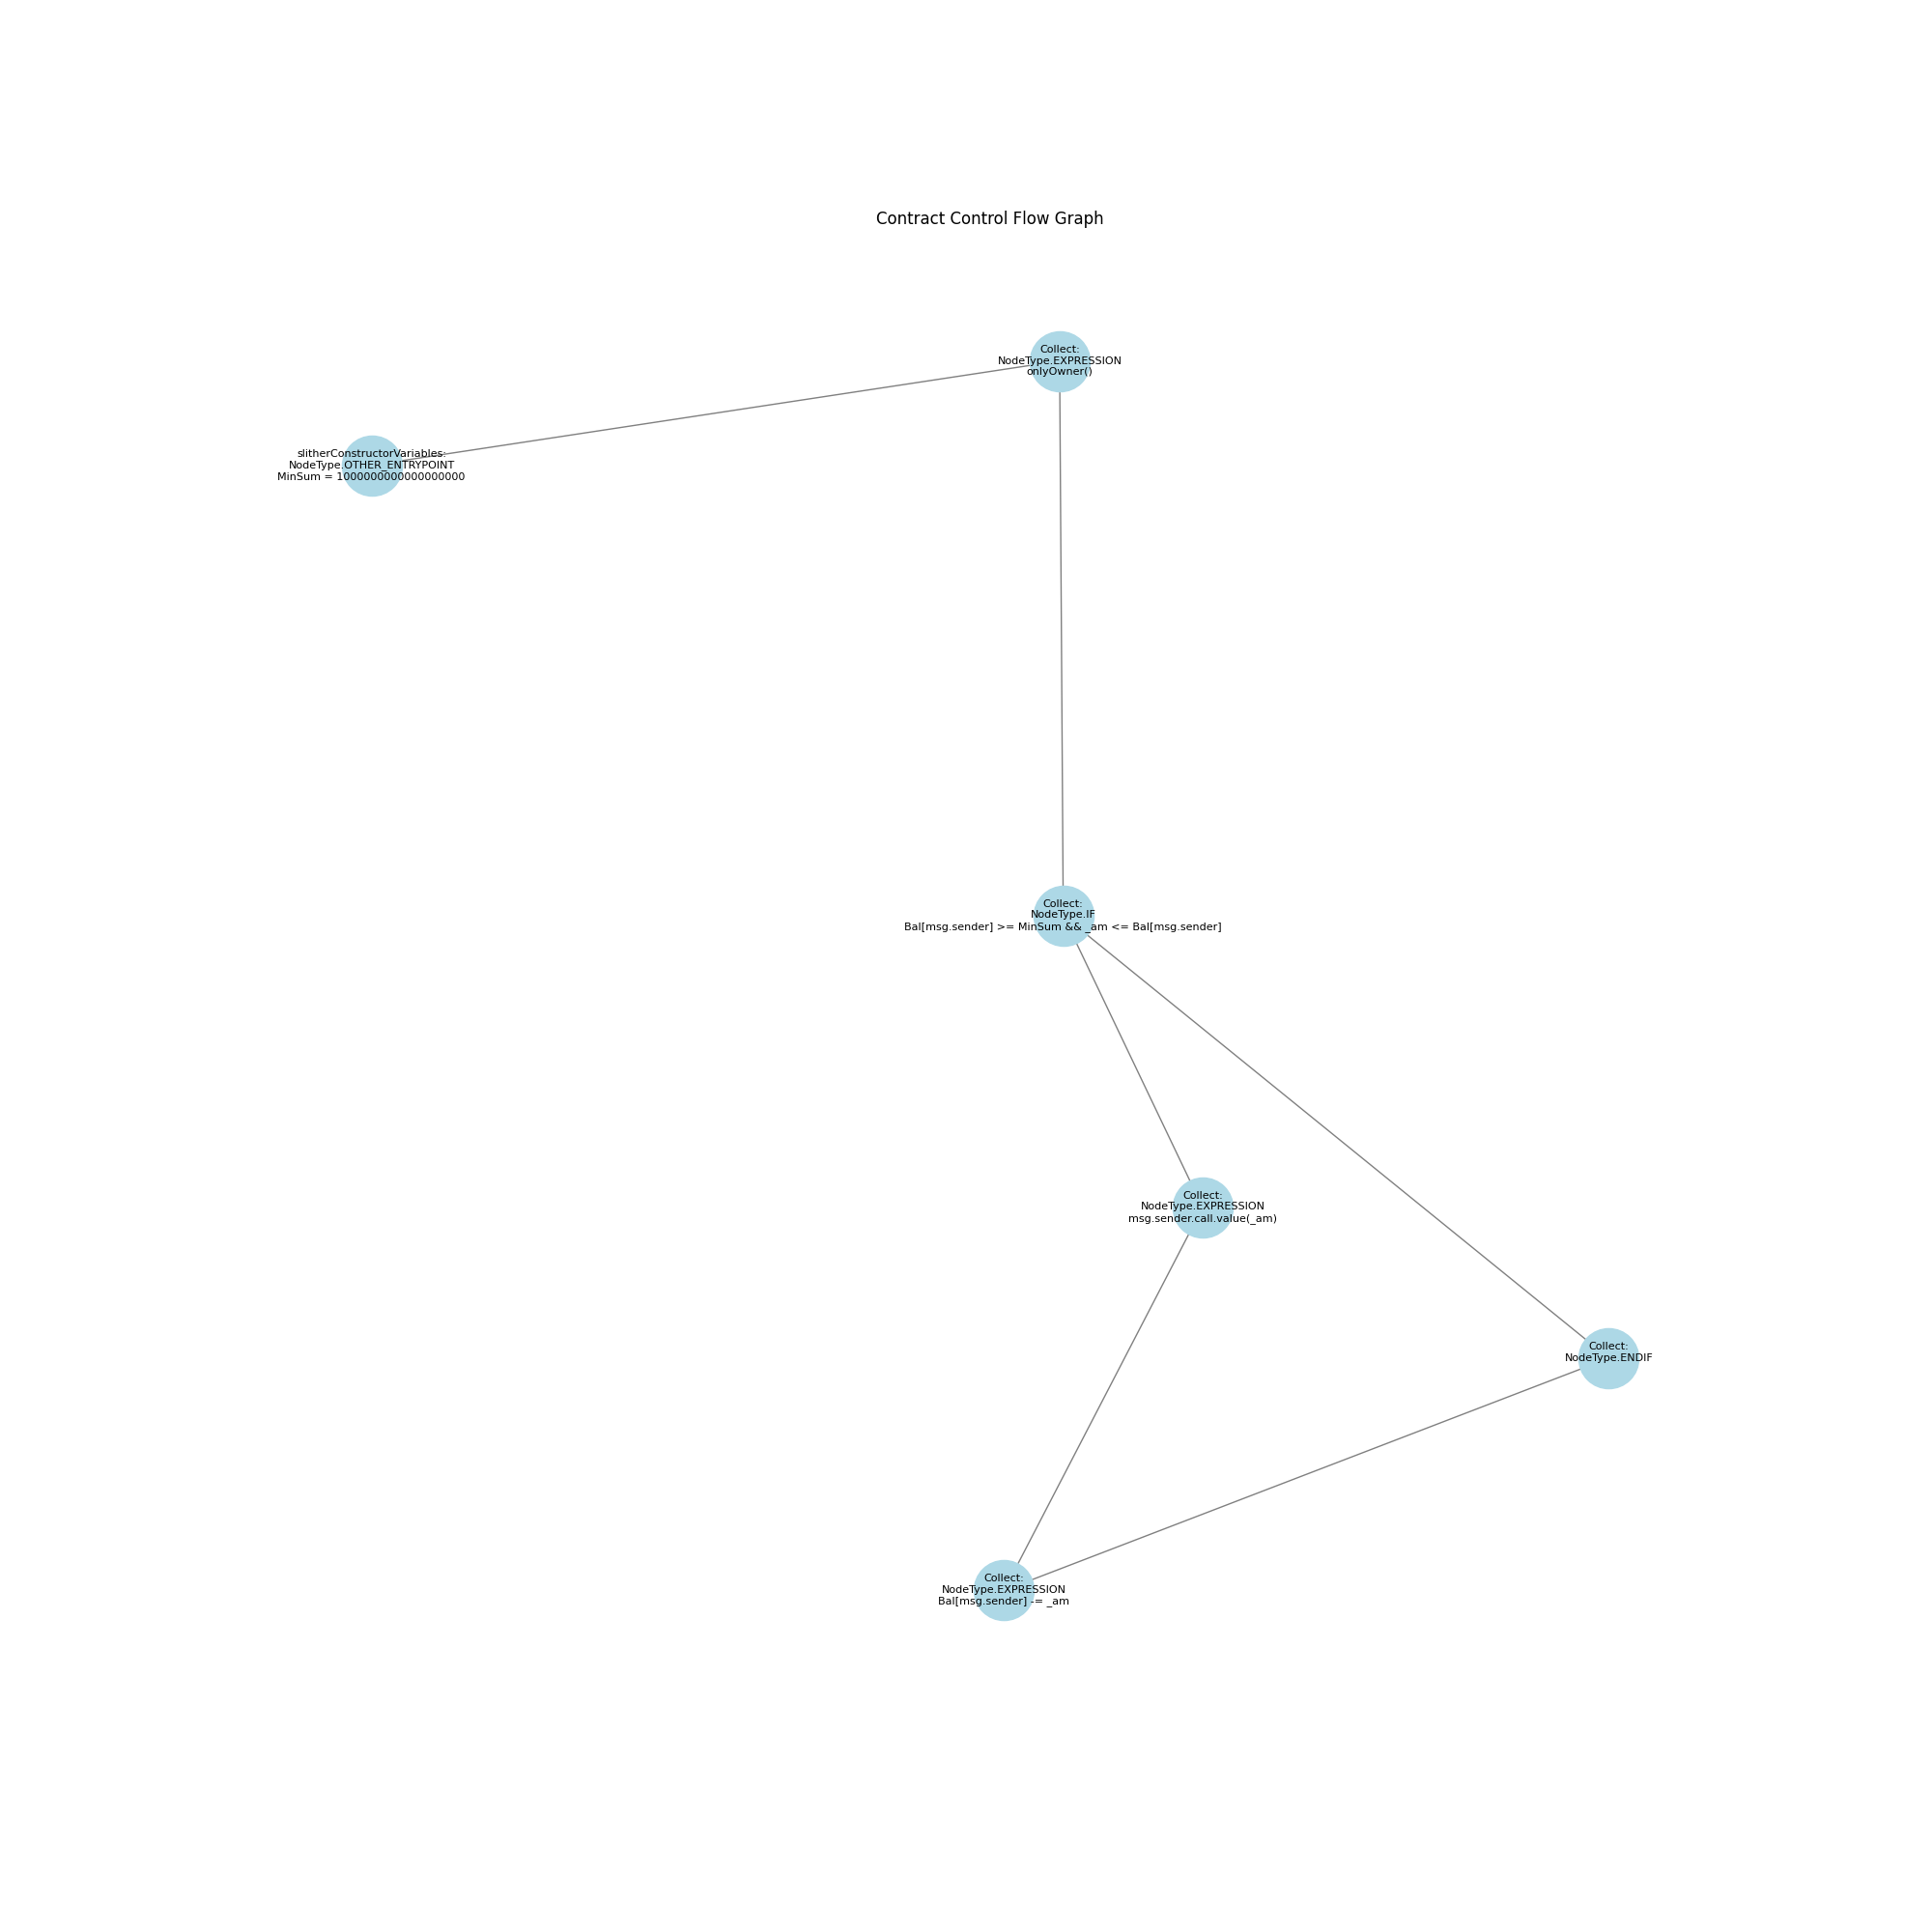 Contract Control Flow Graph
Collect:
NodeType.EXPRESSION
onlyOwner()
slitherConstructorVariables:
NodeType.OTHER_ENTRYPOINT
MinSum = 1000000000000000000
Collect:
NodeType.IF
Bal[msg.sender] >= MinSum && _am <= Bal[msg.sender]
Collect:
NodeType.EXPRESSION
msg.sender.call.value(_am)
Collect:
NodeType.ENDIF
Collect:
NodeType.EXPRESSION
Bal[msg.sender] -= _am